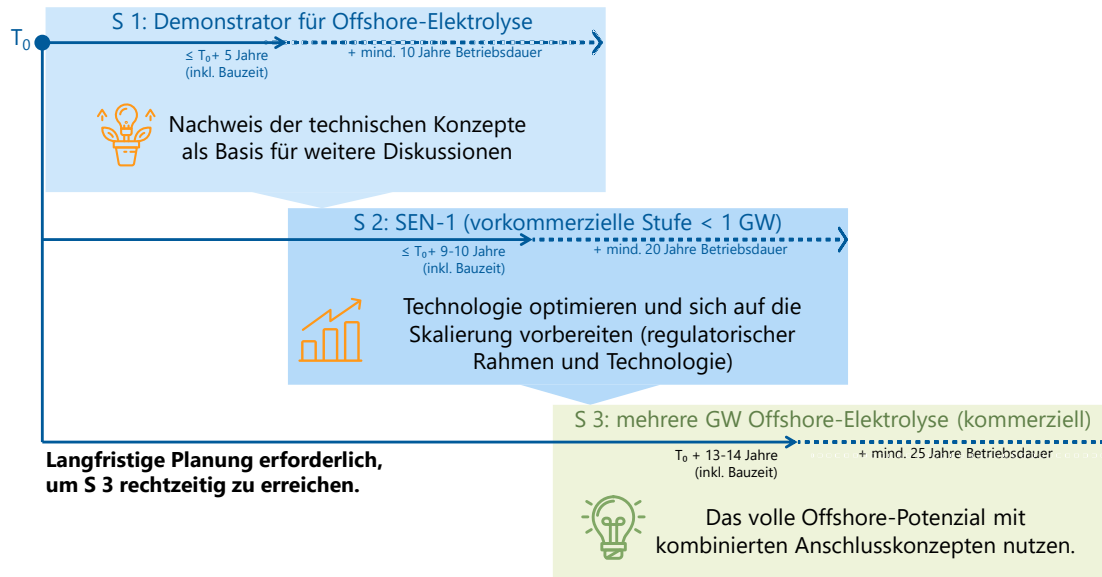 S 1: Demonstrator für Offshore-Elektrolyse
T₀
≤ T₀+ 5 Jahre
(inkl. Bauzeit)
+ mind. 10 Jahre Betriebsdauer
Nachweis der technischen Konzepte
als Basis für weitere Diskussionen
S 2: SEN-1 (vorkommerzielle Stufe < 1 GW)
≤ T₀+ 9-10 Jahre
(inkl. Bauzeit)
+ mind. 20 Jahre Betriebsdauer
Technologie optimieren und sich auf die
Skalierung vorbereiten (regulatorischer
Rahmen und Technologie)
S 3: mehrere GW Offshore-Elektrolyse (kommerziell)
T₀ + 13-14 Jahre
(inkl. Bauzeit)
+ mind. 25 Jahre Betriebsdauer
Langfristige Planung erforderlich,
um S 3 rechtzeitig zu erreichen.
Das volle Offshore-Potenzial mit
kombinierten Anschlusskonzepten nutzen.